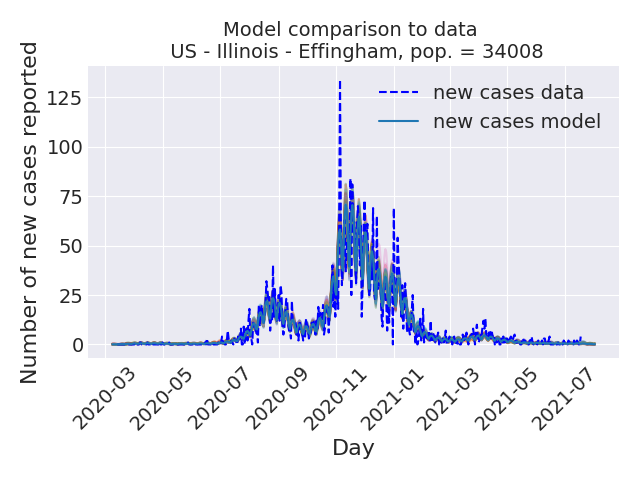 Model comparison to data
US - Illinois - Effingham, pop. = 34008
Number of new cases reported
125
100
75
50
25
0
new cases data
new cases model
2020-03
2020-05
2020-07
2020-09
2020-11
2021-01
2021-03
2021-05
2021-07
Day